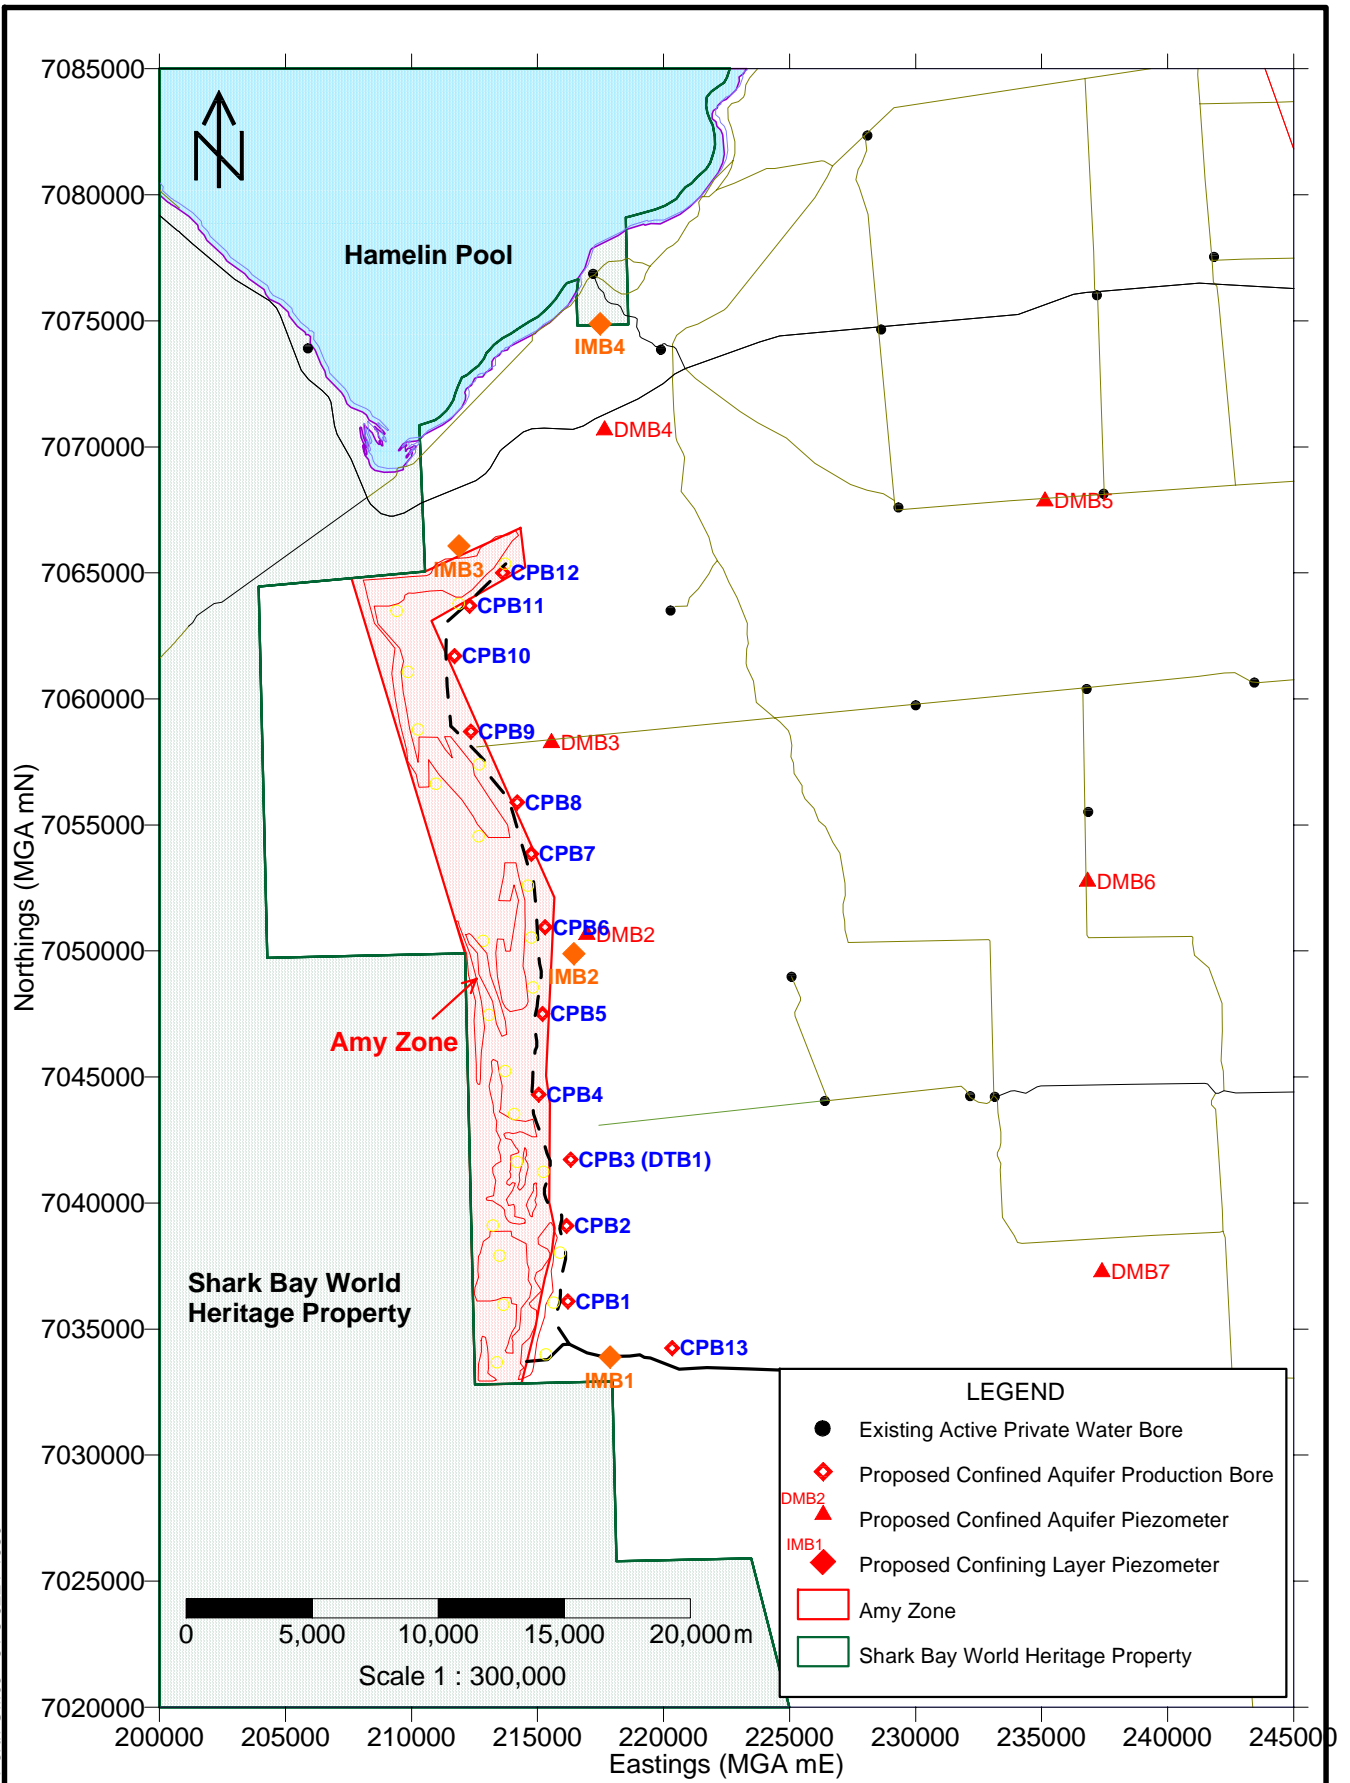 7085000
7080000
7075000
7070000
7065000
7060000
7055000
7050000
7045000
7040000
7035000
7030000
7025000
7020000
Northings (MGA mN)
N
Hamelin Pool
IMB4
DMB4
DMB5
IMB3
CPB12
CPB11
CPB10
CPB9
DMB3
CPB8
CPB7
DMB6
CPB6
DMB2
IMB2
CPB5
Amy Zone
CPB4
CPB3 (DTB1)
CPB2
DMB7
Shark Bay World
Heritage Property
CPB1
CPB13
IMB1
LEGEND
Existing Active Private Water Bore
Proposed Confined Aquifer Production Bore
DMB2
Proposed Confined Aquifer Piezometer
IMB1
Proposed Confining Layer Piezometer
Amy Zone
Shark Bay World Heritage Property
0 5,000 10,000 15,000 20,000m
Scale 1 : 300,000
200000 205000 210000 215000 220000 225000 230000 235000 240000 245000
Eastings (MGA mE)